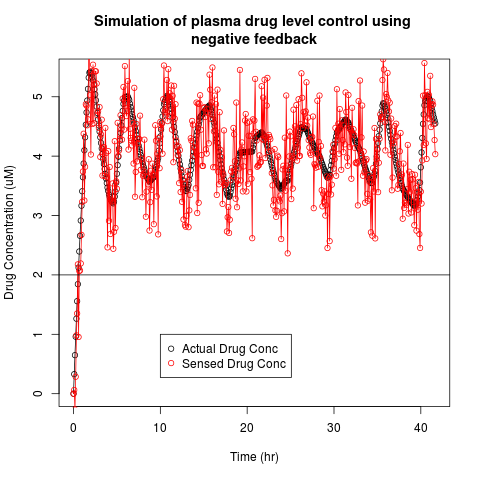 Simulation of plasma drug level control using
negative feedback
Drug Concentration (uM)
5
4
3
2
1
0
Actual Drug Conc
Sensed Drug Conc
0 10 20 30 40
Time (hr)